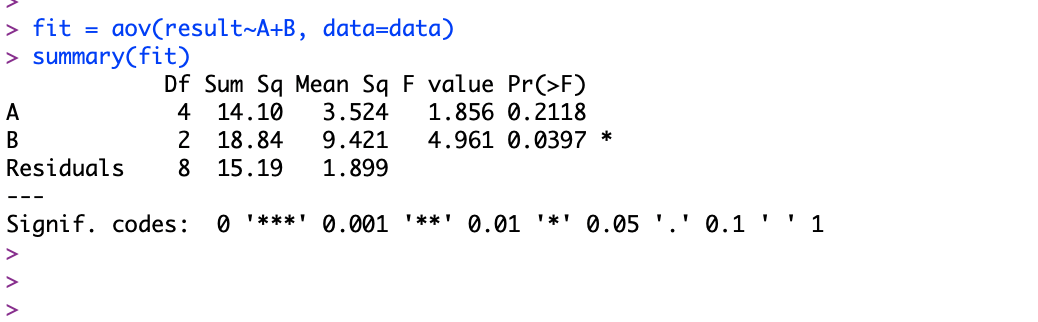 >
> fit = aov(result~A+B, data=data)
> summary(fit)
            Df Sum Sq Mean Sq F value Pr(>F)
A            4  14.10   3.524   1.856 0.2118
B            2  18.84   9.421   4.961 0.0397 *
Residuals    8  15.19   1.899
---
Signif. codes:  0 '***' 0.001 '**' 0.01 '*' 0.05 '.' 0.1 ' ' 1
>
>
>